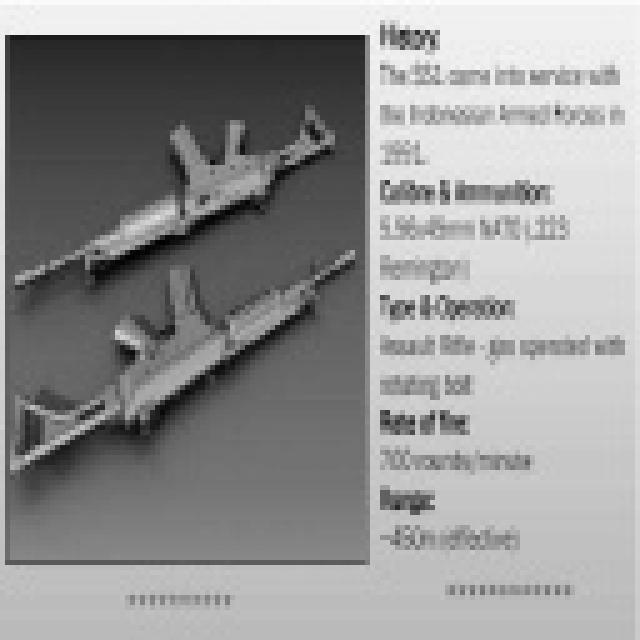 History:
The SS1 came into service with
the Indonesian Armed Forces in
1991.
Calibre & Ammunition:
5.56x45mm NATO (.223
Remington)
Type & Operation:
Assault Rifle - gas operated with
rotating bolt
Rate of fire:
700 rounds/minute
Range:
~450m (effective)